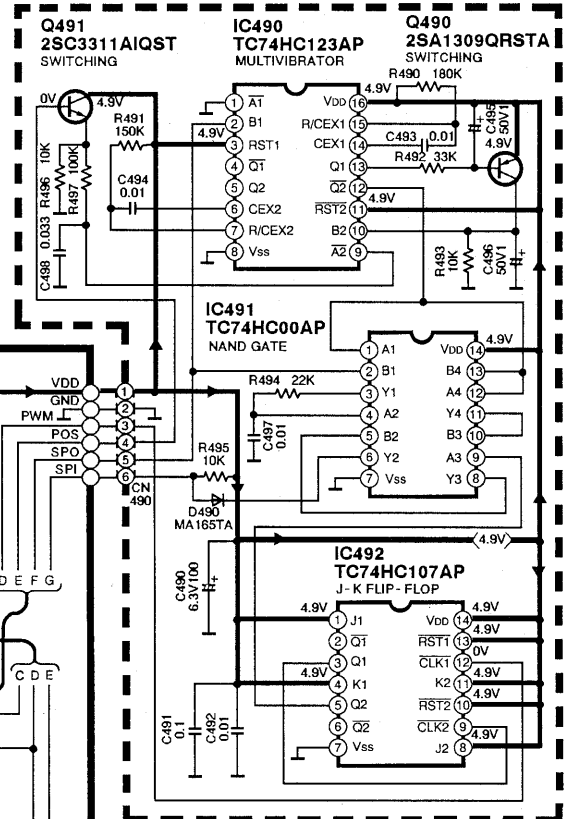 Q491
2SC3311AIQST
SWITCHING
IC490
TC74HC123AP
MULTIVIBRATOR
Q490
2SA1309QRSTA
SWITCHING
R490 180K
0V
4.9V
R491
150K
4.9V
4.9V
1 A1
2 B1
3 RST1
4 Q1
5 Q2
6 CEX2
7 R/CEX2
8 Vss
VDD 16
R/CEX1 15
CEX1 14
Q1 13
Q2 12
RST2 11
B2 10
A2 9
C493 0.01
R492 33K
C495
50V1
4.9V
4.9V
R496 10K
R497 100K
C494
0.01
C498 0.033
R493
10K
C496
50V1
IC491
TC74HC00AP
NAND GATE
1 A1
2 B1
3 Y1
4 A2
5 B2
6 Y2
7 Vss
VDD 14
B4 13
A4 12
Y4 11
B3 10
A3 9
Y3 8
4.9V
R494 22K
C497
0.01
VDD
GND
PWM
POS
SPO
SPI
1
2
3
4
5
6
CN
490
R495
10K
D490
MA165TA
4.9V
C490
6.3V100
IC492
TC74HC107AP
J-K FLIP-FLOP
4.9V
4.9V
1 J1
2 Q1
3 Q1
4 K1
5 Q2
6 Q2
7 Vss
VDD 14
RST1 13
CLK1 12
K2 11
RST2 10
CLK2 9
J2 8
4.9V
4.9V
0V
4.9V
4.9V
4.9V
C491
0.1
C492
0.01
D E F G
C D E